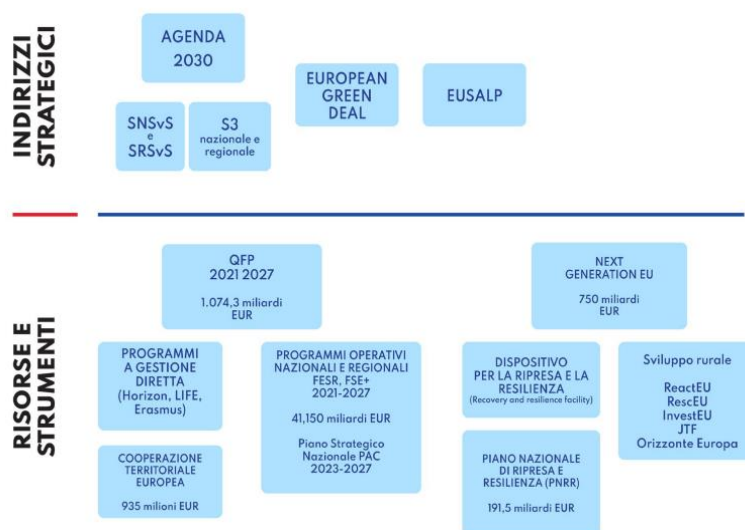 INDIRIZZI
STRATEGICI
AGENDA
2030
SNSvS
e
SRSvS
S3
nazionale e
regionale
EUROPEAN
GREEN
DEAL
EUSALP
RISORSE E
STRUMENTI
QFP
2021 2027
1.074,3 miliardi
EUR
PROGRAMMI
A GESTIONE
DIRETTA
(Horizon, LIFE,
Erasmus)
COOPERAZIONE
TERRITORIALE
EUROPEA
935 milioni EUR
PROGRAMMI OPERATIVI
NAZIONALI E REGIONALI
FESR, FSE+
2021-2027
41,150 miliardi EUR
Piano Strategico
Nazionale PAC
2023-2027
NEXT
GENERATION EU
750 miliardi
EUR
DISPOSITIVO
PER LA RIPRESA E LA
RESILIENZA
(Recovery and resilience facility)
PIANO NAZIONALE
DI RIPRESA E
RESILIENZA (PNRR)
191,5 miliardi EUR
Sviluppo rurale
ReactEU
RescEU
InvestEU
JTF
Orizzonte Europa